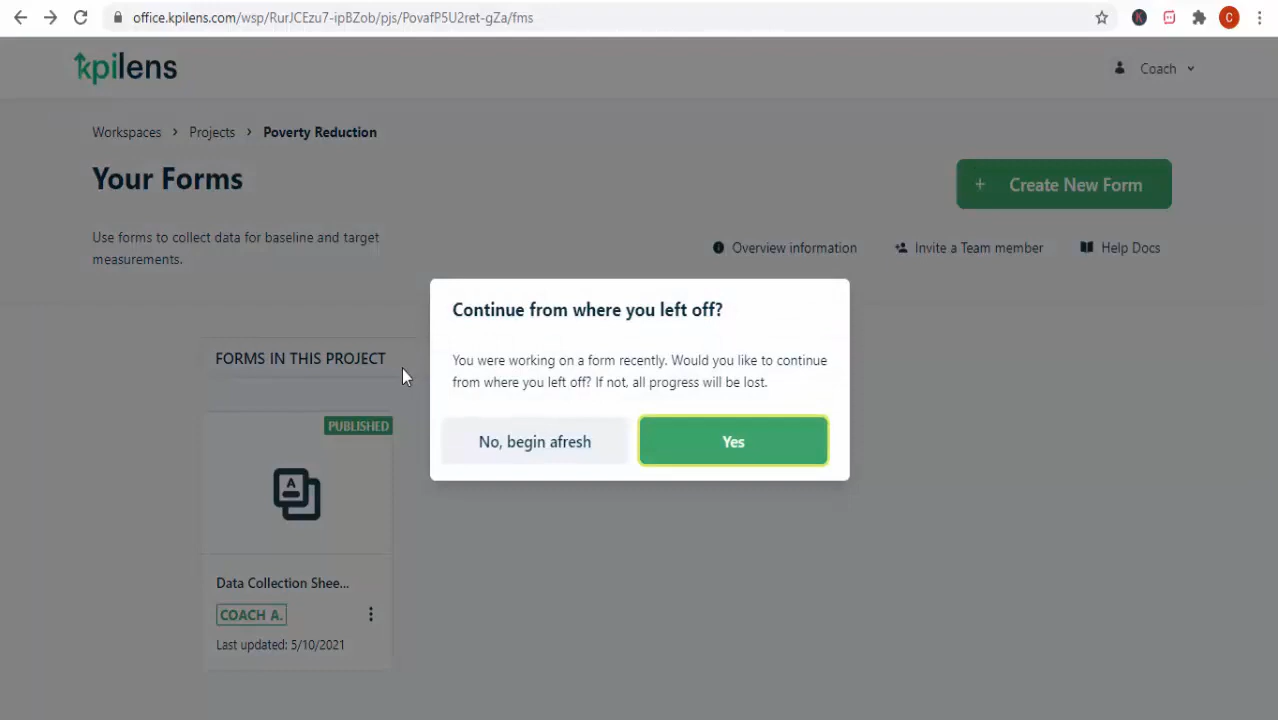 office.kpilens.com/wsp/RurJCEzu7-ipBZob/pjs/PovafP5U2ret-gZa/fms
K
C
kpilens
Coach
Workspaces > Projects > Poverty Reduction
Your Forms
+ Create New Form
Use forms to collect data for baseline and target
measurements.
Overview information
Invite a Team member
Help Docs
Continue from where you left off?
You were working on a form recently. Would you like to continue
from where you left off? If not, all progress will be lost.
No, begin afresh
Yes
FORMS IN THIS PROJECT
PUBLISHED
A
Data Collection Shee...
COACH A.
Last updated: 5/10/2021